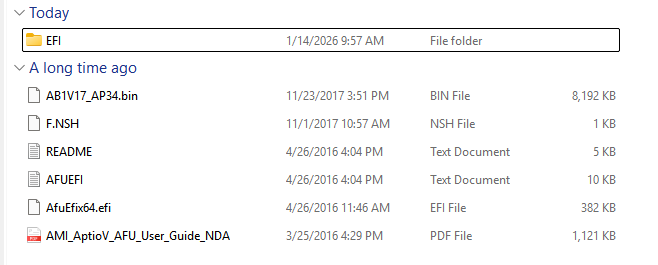 Today
EFI 1/14/2026 9:57 AM File folder
A long time ago
AB1V17_AP34.bin 11/23/2017 3:51 PM BIN File 8,192 KB
F.NSH 11/1/2017 10:57 AM NSH File 1 KB
README 4/26/2016 4:04 PM Text Document 5 KB
AFUEFI 4/26/2016 4:04 PM Text Document 10 KB
AfuEfix64.efi 4/26/2016 11:46 AM EFI File 382 KB
AMI_AptioV_AFU_User_Guide_NDA 3/25/2016 4:29 PM PDF File 1,121 KB